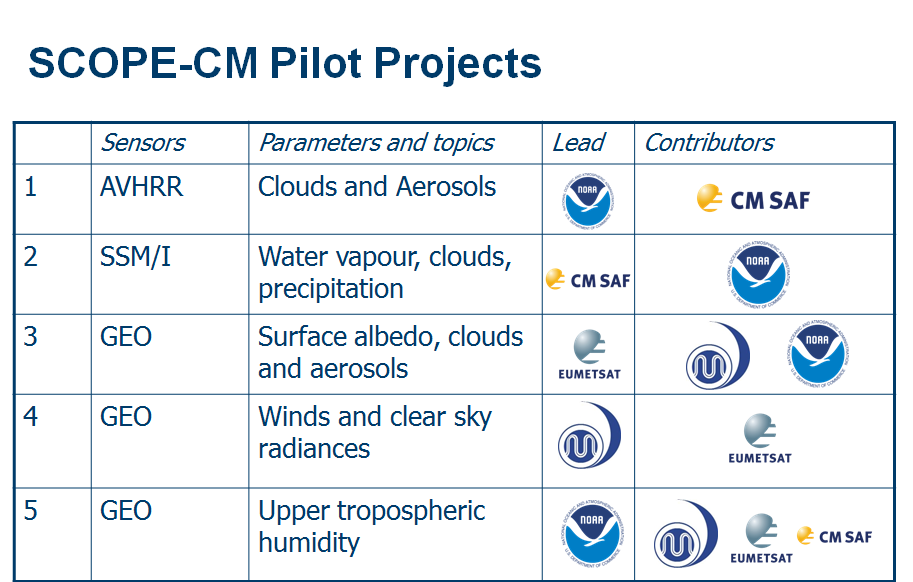 SCOPE-CM Pilot Projects
Sensors Parameters and topics Lead Contributors
1 AVHRR Clouds and Aerosols NOAA CM SAF
2 SSM/I Water vapour, clouds,
precipitation CM SAF NOAA
3 GEO Surface albedo, clouds
and aerosols EUMETSAT NOAA
4 GEO Winds and clear sky
radiances EUMETSAT
5 GEO Upper tropospheric
humidity NOAA EUMETSAT CM SAF